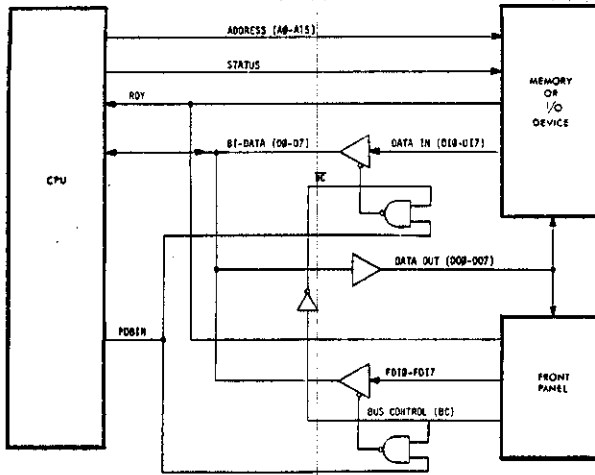 ADDRESS (A0-A15)
STATUS
RDY
BI-DATA (D0-D7)
DATA IN (DI0-DI7)
MEMORY
OR
I/O
DEVICE
CPU
BC
DATA OUT (DO0-DO7)
PDBIN
FDI0-FDI7
BUS CONTROL (BC)
FRONT
PANEL